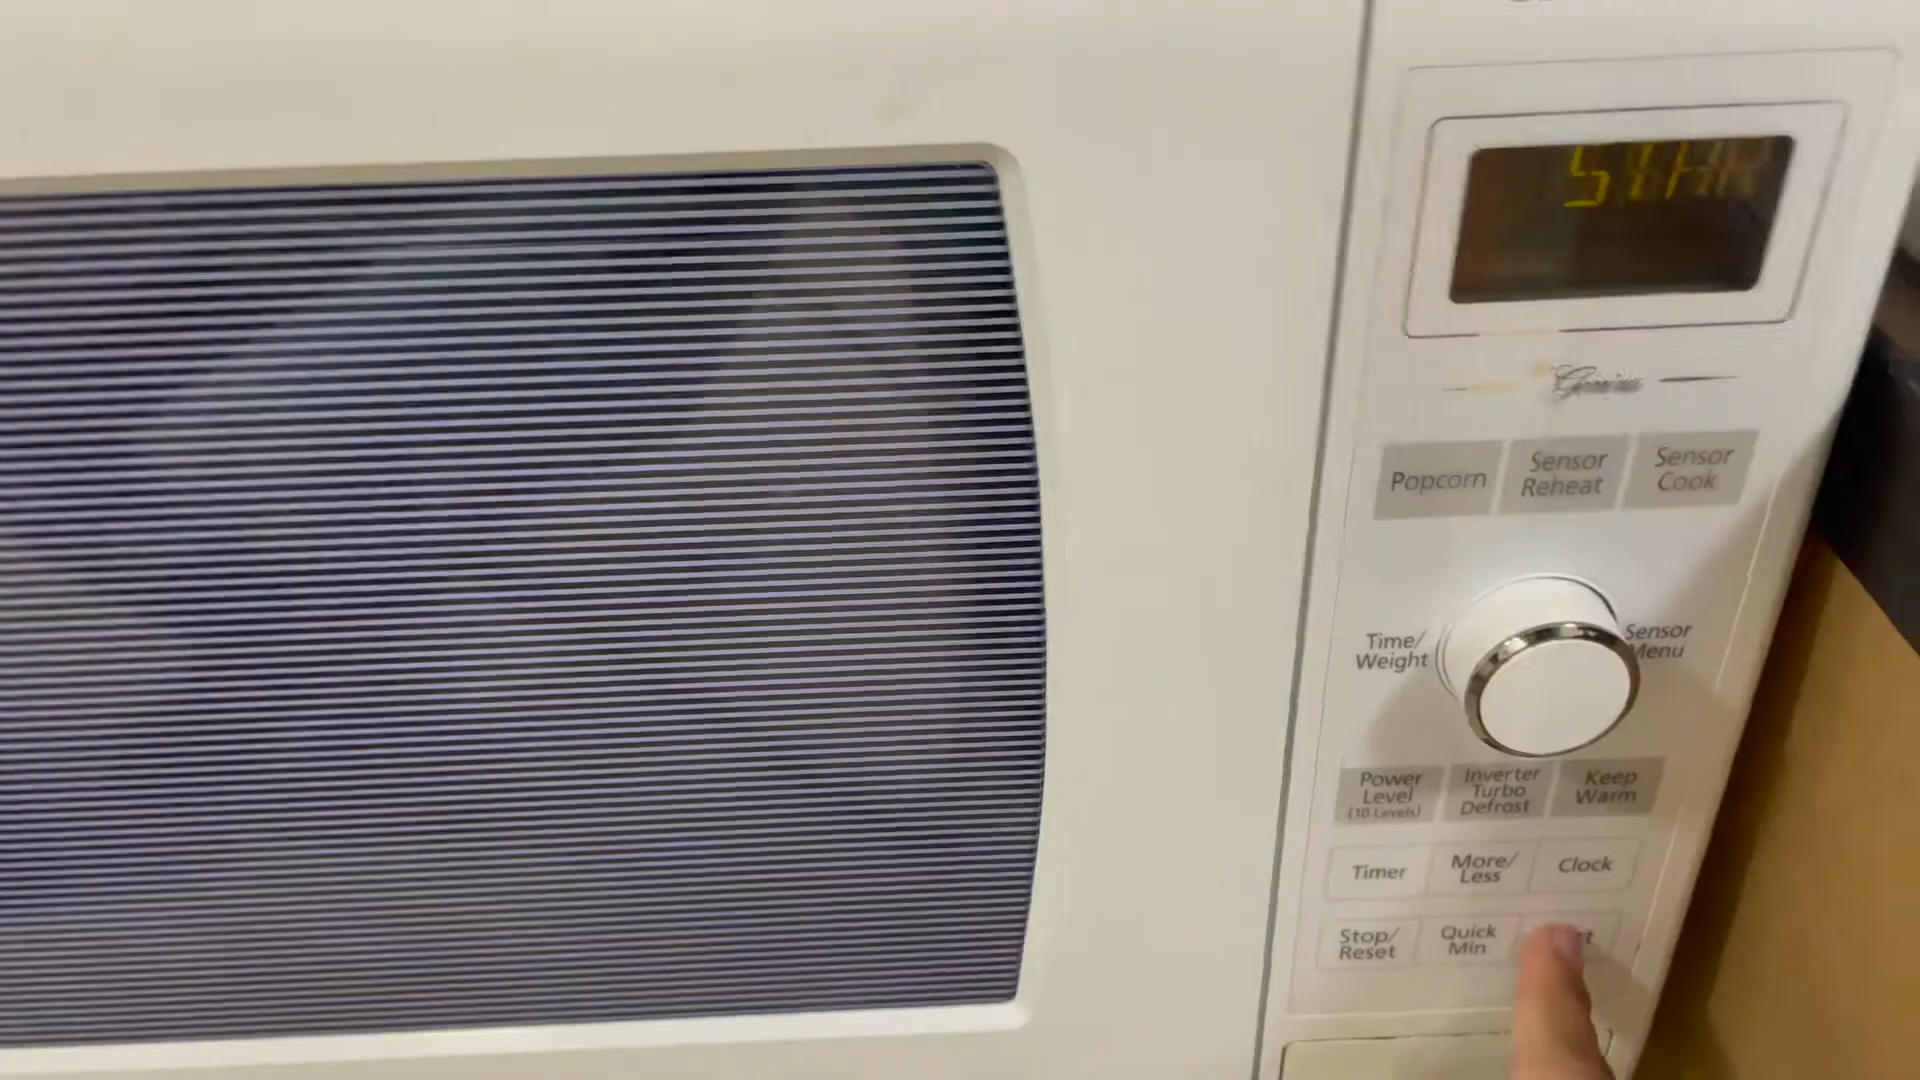 Genius
Popcorn
Sensor
Reheat
Sensor
Cook
Time/
Weight
Sensor
Menu
Power
Level
(10 Levels)
Inverter
Turbo
Defrost
Keep
Warm
Timer
More/
Less
Clock
Stop/
Reset
Quick
Min